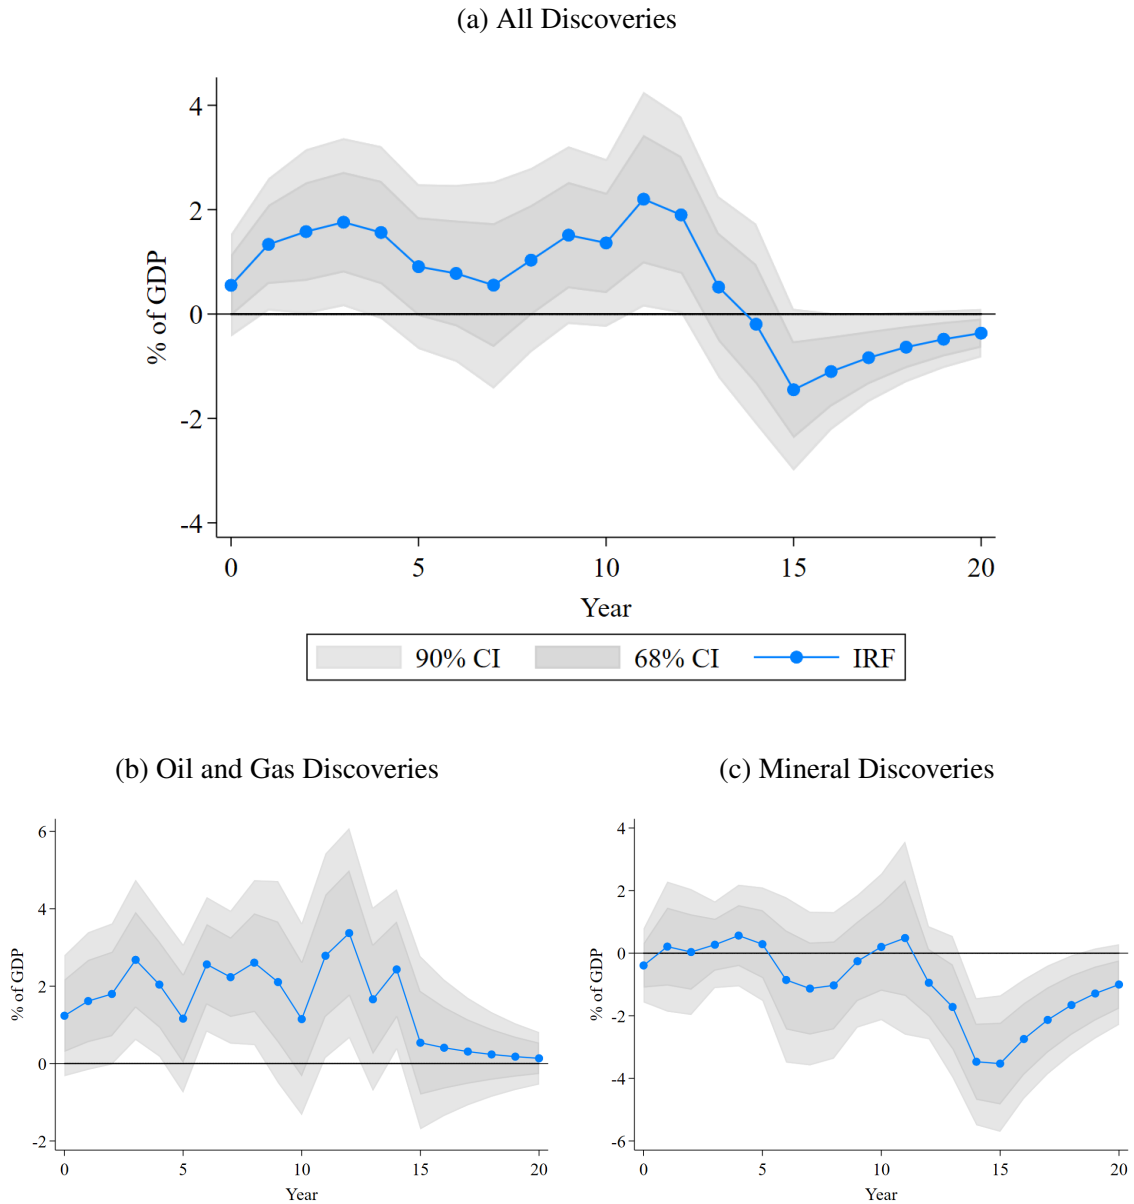 (a) All Discoveries
4
2
0
-2
-4
% of GDP
0 5 10 15 20
Year
90% CI 68% CI IRF
(b) Oil and Gas Discoveries
6
4
2
0
-2
% of GDP
0 5 10 15 20
Year
(c) Mineral Discoveries
4
2
0
-2
-4
-6
% of GDP
0 5 10 15 20
Year